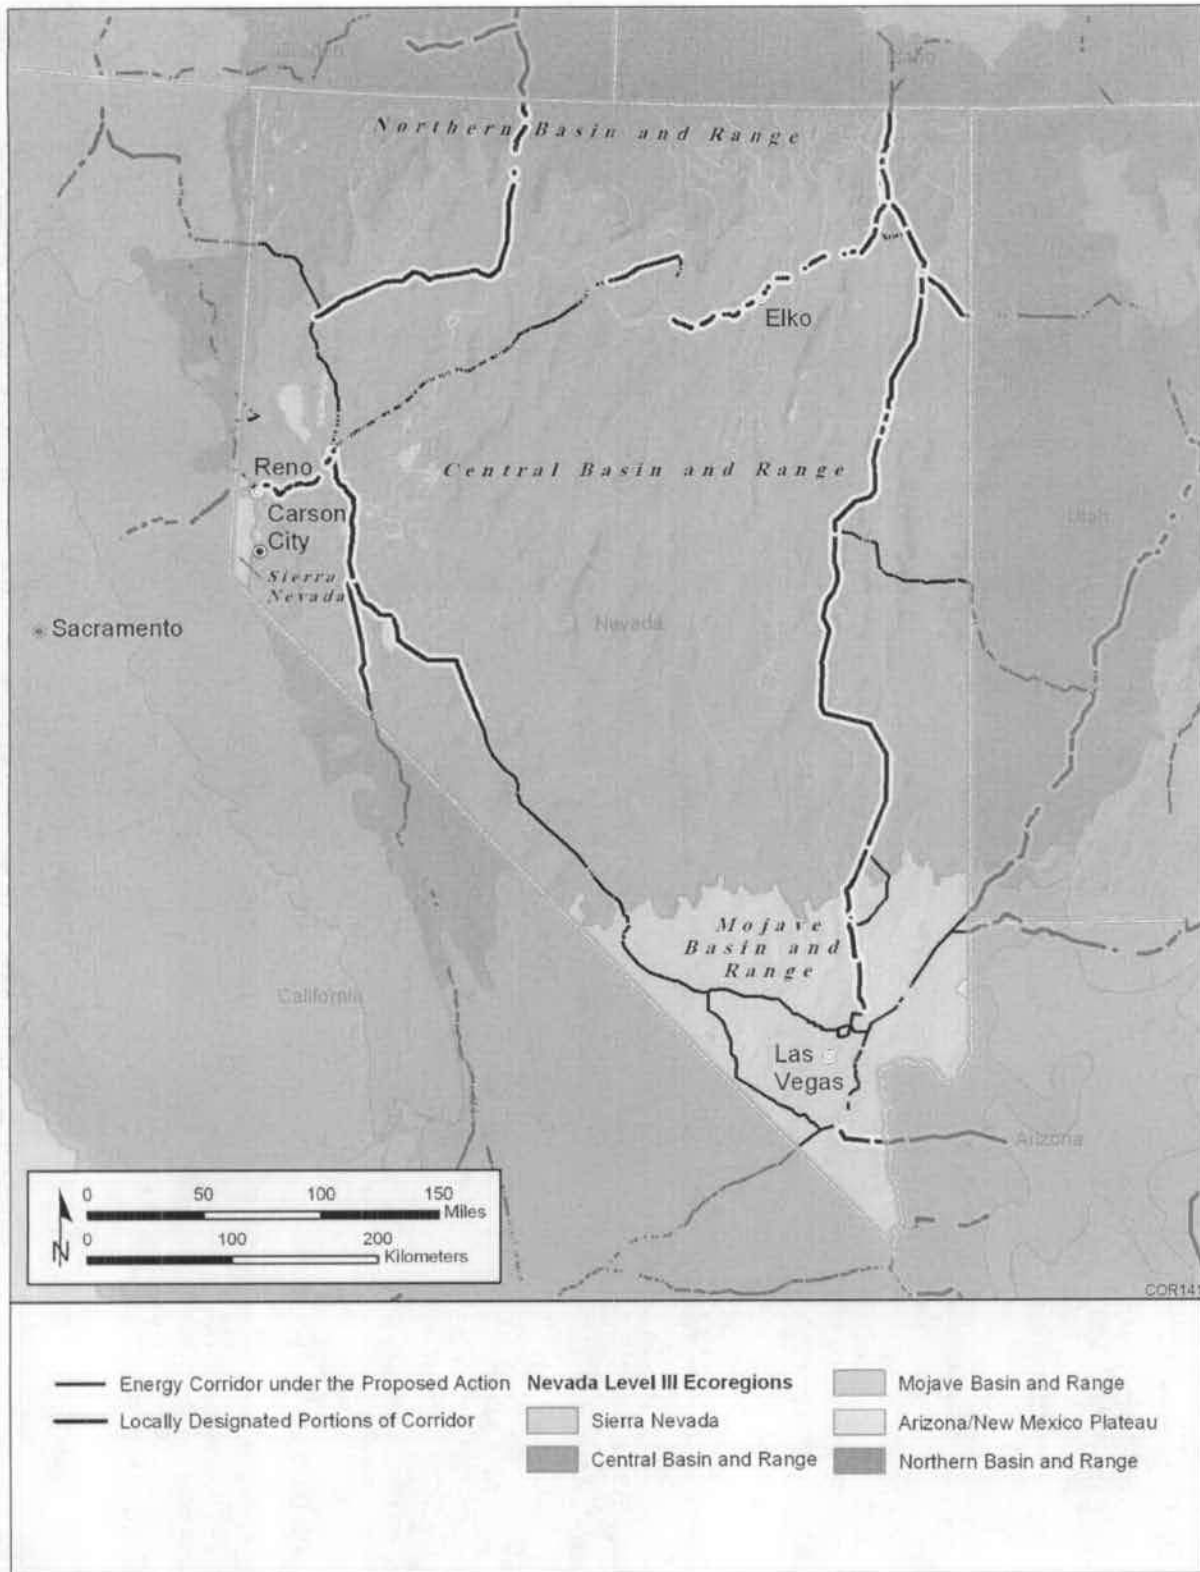 Oregon
Idaho
Northern Basin and Range
Elko
Reno
Central Basin and Range
Carson
City
Utah
Sierra
Nevada
Sacramento
Nevada
Mojave
Basin and
Range
California
Las
Vegas
Arizona
0 50 100 150
Miles
0 100 200
Kilometers
N
COR141
Energy Corridor under the Proposed Action
Locally Designated Portions of Corridor
Nevada Level III Ecoregions
Sierra Nevada
Central Basin and Range
Mojave Basin and Range
Arizona/New Mexico Plateau
Northern Basin and Range